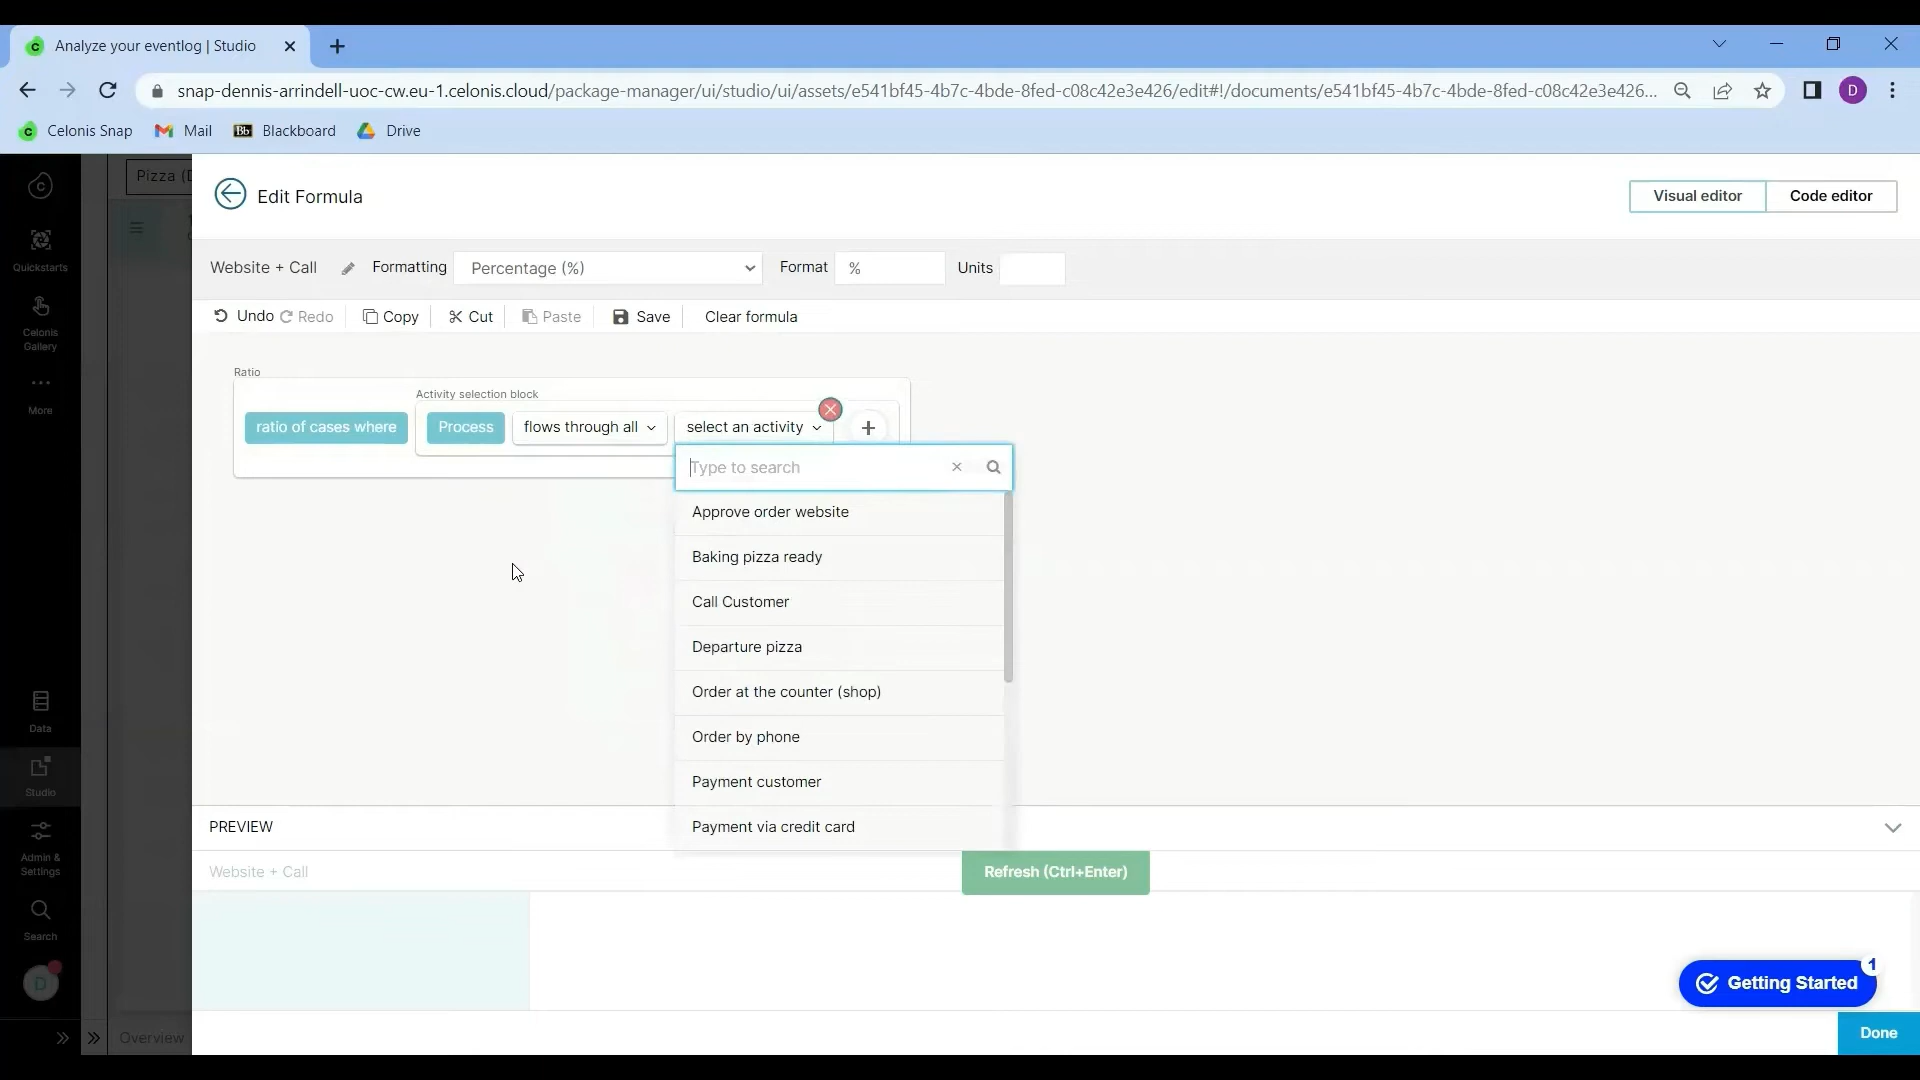 Analyze your eventlog | Studio
snap-dennis-arrindell-uoc-cw.eu-1.celonis.cloud/package-manager/ui/studio/ui/assets/e541bf45-4b7c-4bde-8fed-c08c42e3e426/edit#!/documents/e541bf45-4b7c-4bde-8fed-c08c42e3e426...
D
Celonis Snap
Mail
Bb Blackboard
Drive
Pizza (D
Edit Formula
Visual editor
Code editor
Quickstarts
Website + Call
Formatting
Percentage (%)
Format
%
Units
Undo
Redo
Copy
Cut
Paste
Save
Clear formula
Celonis
Gallery
More
Ratio
Activity selection block
ratio of cases where
Process
flows through all
select an activity
Type to search
Approve order website
Baking pizza ready
Call Customer
Departure pizza
Order at the counter (shop)
Order by phone
Payment customer
Payment via credit card
Data
Studio
Admin &
Settings
Search
D
PREVIEW
Website + Call
Refresh (Ctrl+Enter)
Getting Started
1
Overview
Done